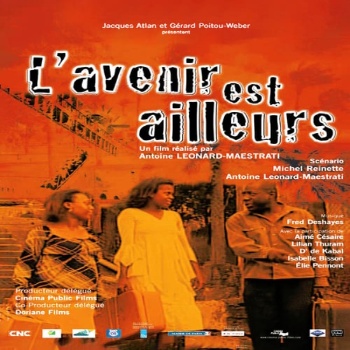 Jacques Atlan et Gérard Poitou-Weber
présentent
L'avenir est
ailleurs
Un film réalisé par
Antoine LEONARD-MAESTRATI
Scénario
Michel Reinette
Antoine Leonard-Maestrati
Musique
Fred Deshayes
Avec la participation de
Aimé Césaire
Lilian Thuram
D' de Kabal
Isabelle Bisson
Elie Pennont
Producteur délégué
Cinéma Public Films
Co-Producteur délégué
Doriane Films
CNC